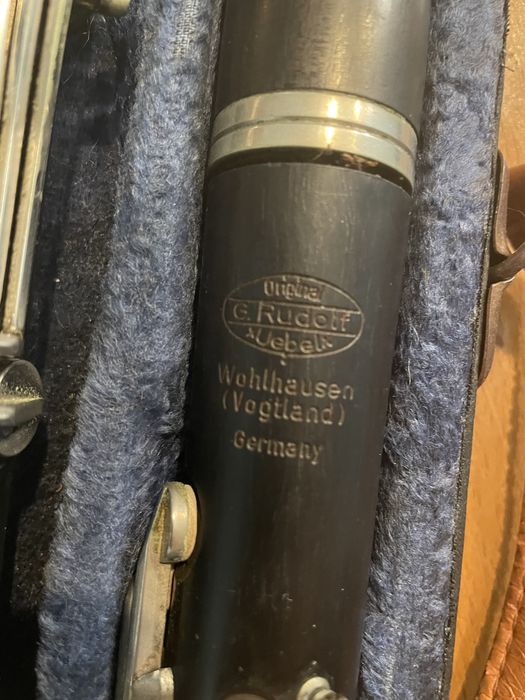 Original
G. Rudolf
Uebel
Wohlhausen
(Vogtland)
Germany